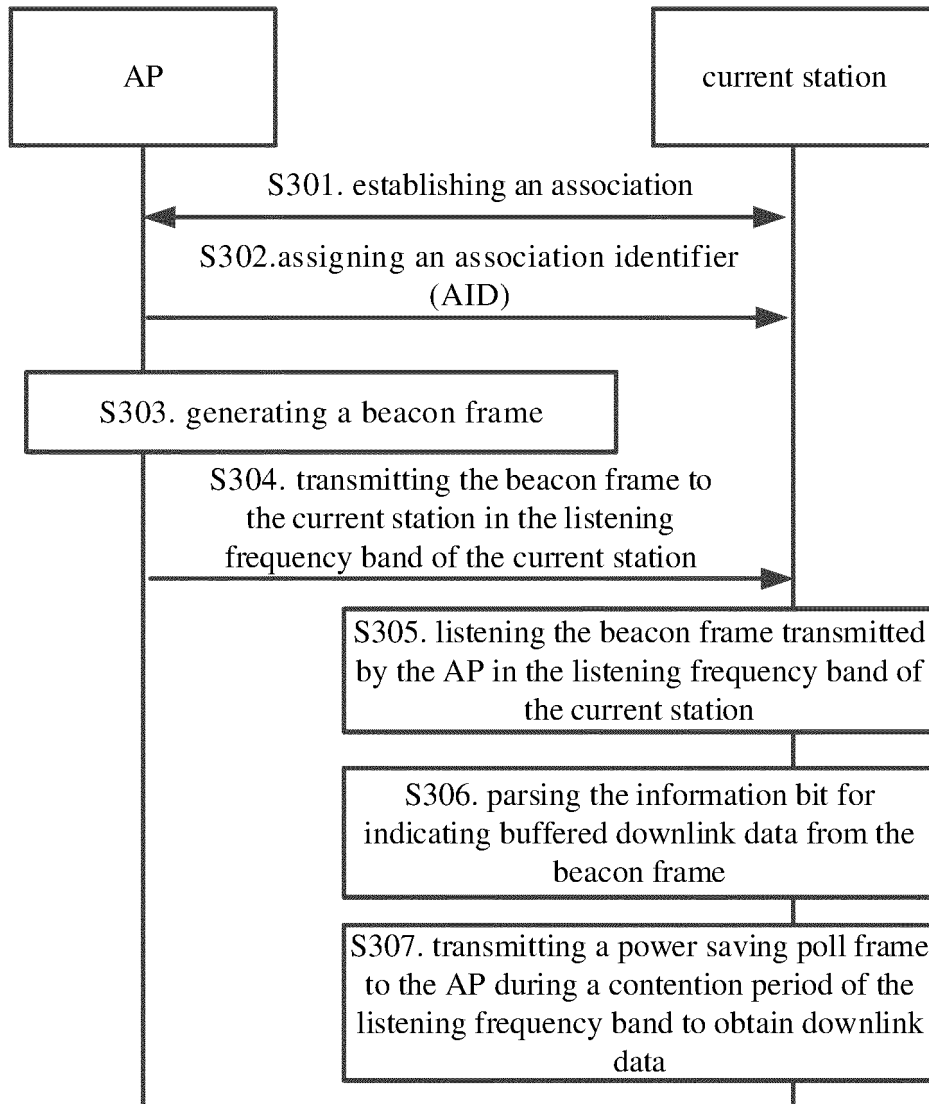 AP
current station
S301. establishing an association
S302.assigning an association identifier
(AID)
S303. generating a beacon frame
S304. transmitting the beacon frame to
the current station in the listening
frequency band of the current station
S305. listening the beacon frame transmitted
by the AP in the listening frequency band of
the current station
S306. parsing the information bit for
indicating buffered downlink data from the
beacon frame
S307. transmitting a power saving poll frame
to the AP during a contention period of the
listening frequency band to obtain downlink
data